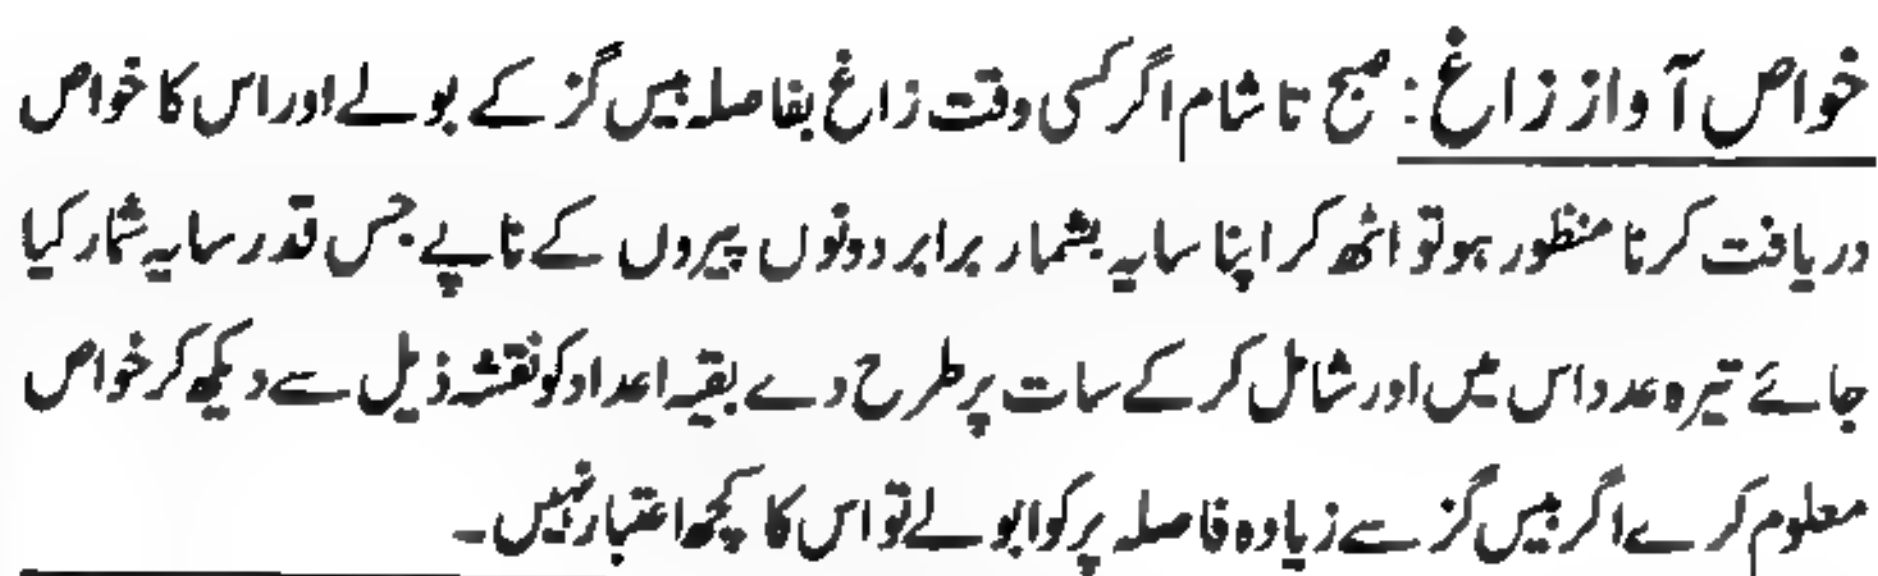 خواص آواز زاغ: صبح تا شام اگر کسی وقت زاغ بفاصلہ بیس گز کے بولے اور اس کا خواص
دریافت کرنا منظور ہو تو اٹھ کر اپنا سایہ بشمار برابر دونوں پیروں کے ناپے جس قدر سایہ شمار کیا
جائے تیرہ عدد اس میں اور شامل کر کے سات پر طرح دے بقیہ اعداد کو نقشہ ذیل سے دیکھ کر خواص
معلوم کرے اگر بیس گز سے زیادہ فاصلہ پر کوا بولے تو اس کا کچھ اعتبار نہیں۔